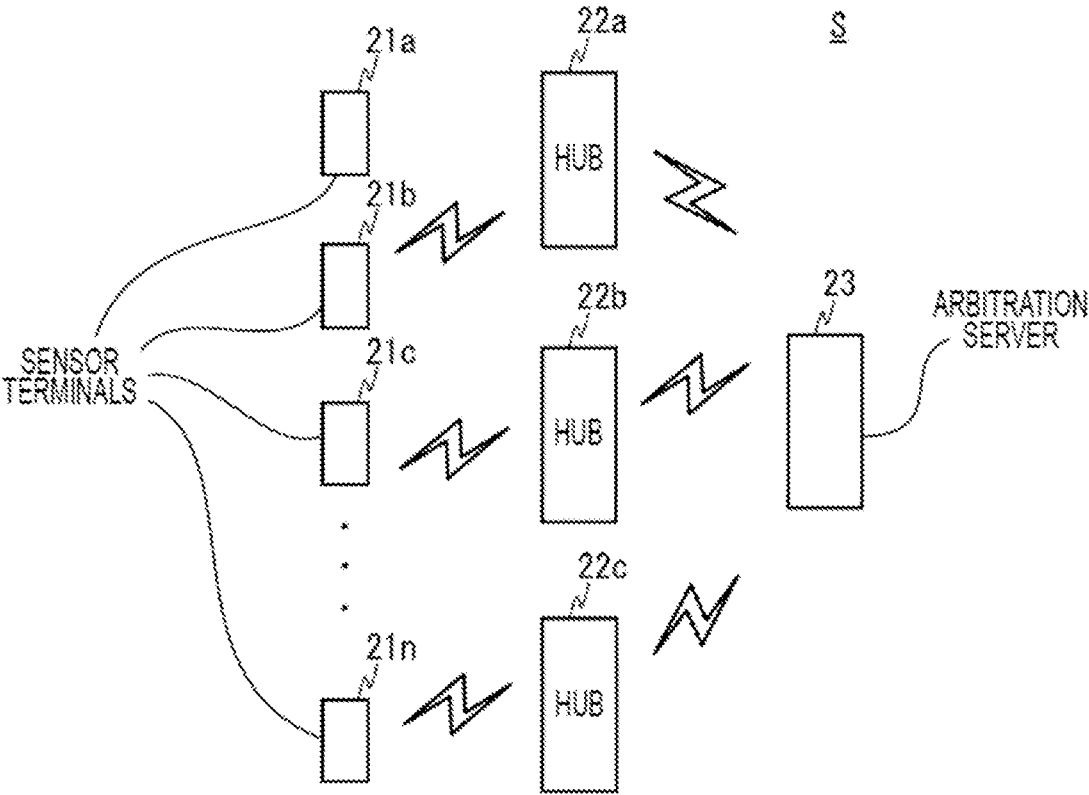 S
21a
22a
HUB
21b
22b
23
ARBITRATION
SERVER
SENSOR
TERMINALS
21c
HUB
22c
21n
HUB